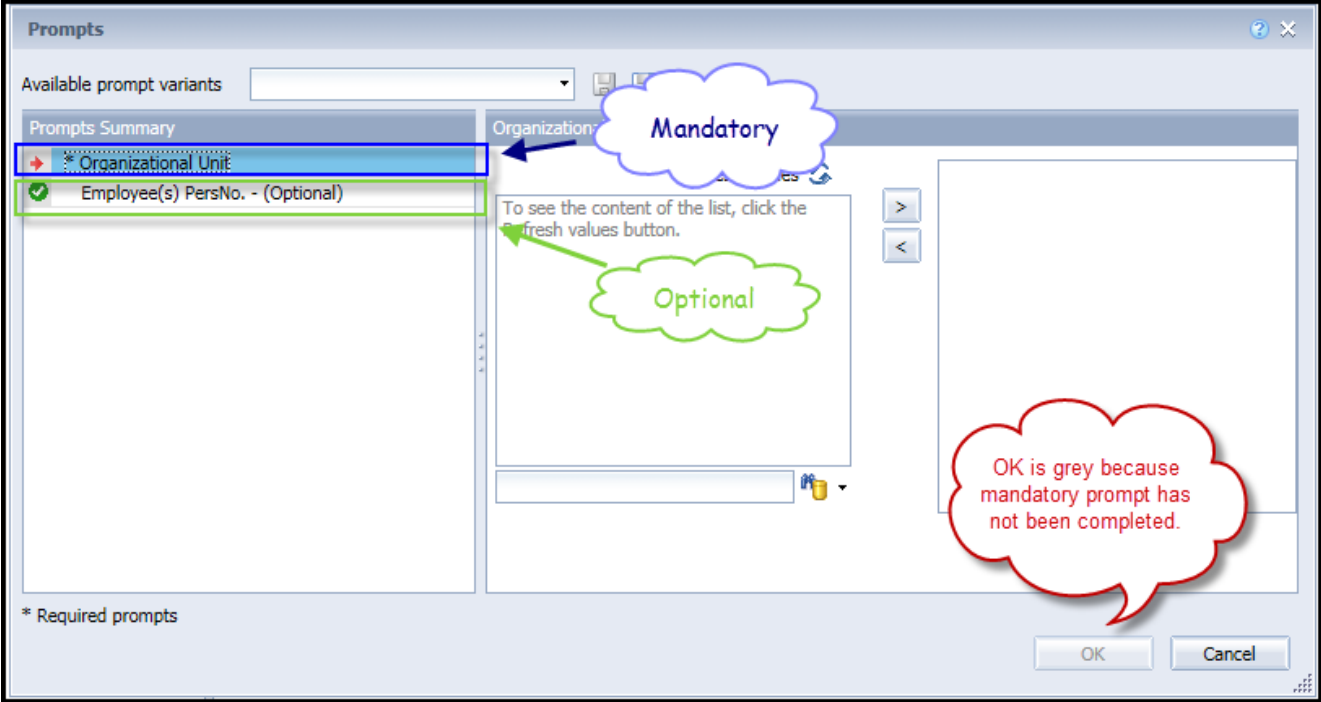 Prompts
Available prompt variants
Prompts Summary
Organization
Mandatory
* Organizational Unit
Employee(s) PersNo. - (Optional)
To see the content of the list, click the
Refresh values button.
>
<
Optional
OK is grey because
mandatory prompt has
not been completed.
* Required prompts
OK
Cancel